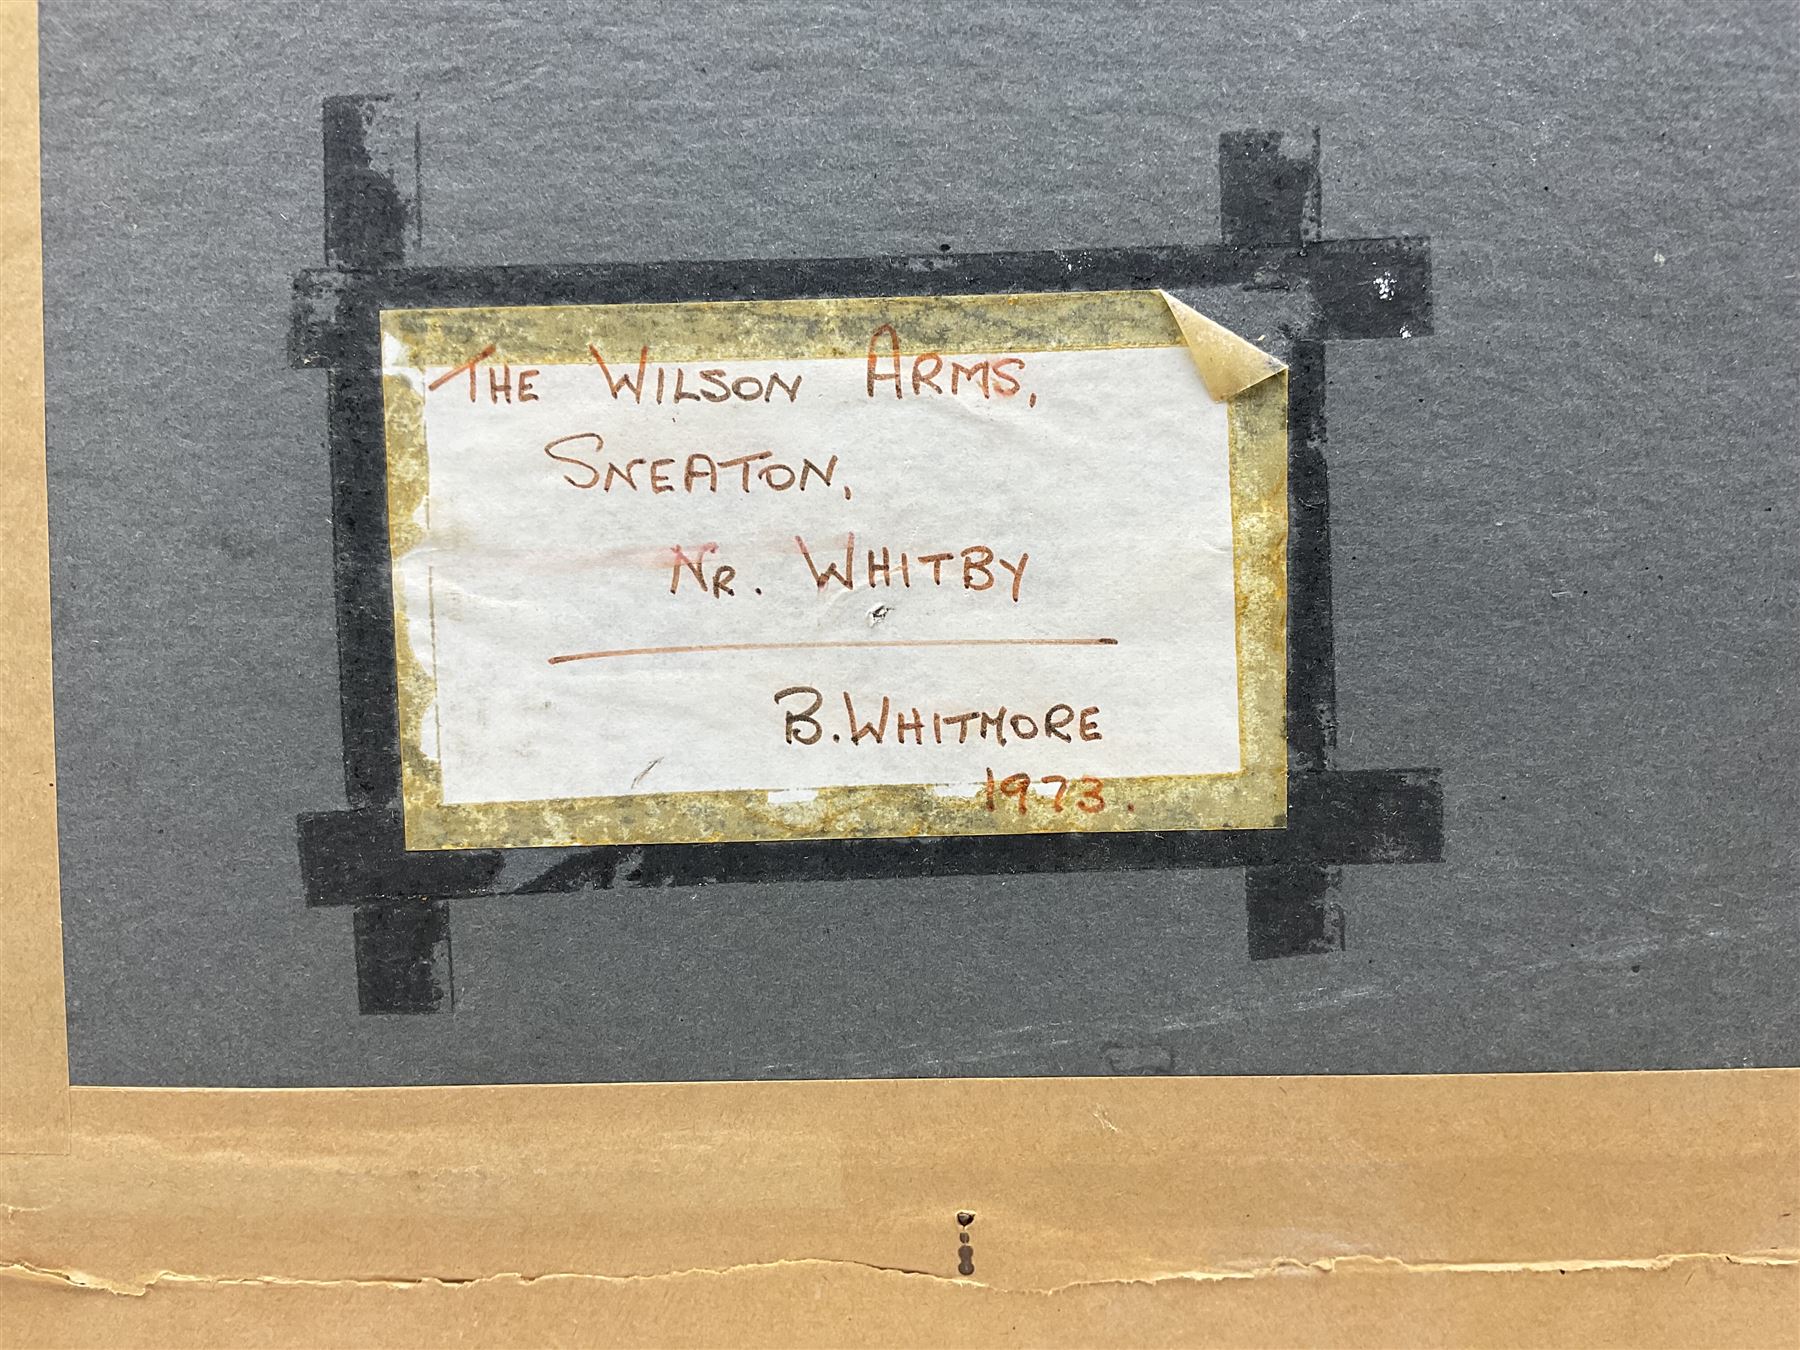 THE WILSON ARMS,
SNEATON,
NR. WHITBY
B. WHITMORE
1973.